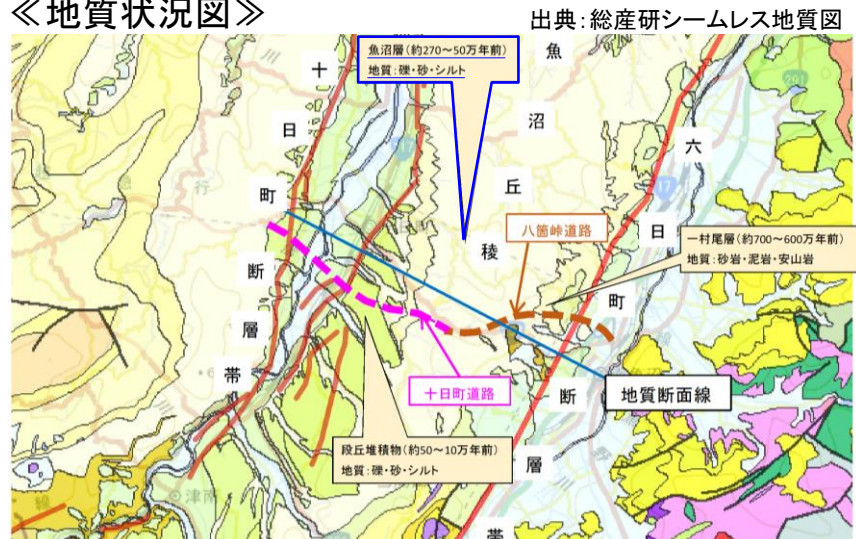 ≪地質状況図≫
出典:総産研シームレス地質図
魚沼層(約270~50万年前)
地質:礫・砂・シルト
十日町断層帯
魚沼丘稜
六日町断層帯
291
17
八箇峠道路
一村尾層(約700~600万年前)
地質:砂岩・泥岩・安山岩
十日町道路
地質断面線
段丘堆積物(約50~10万年前)
地質:礫・砂・シルト
津南